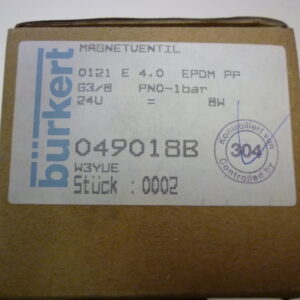 bürkert
MAGNETVENTIL
0121 E 4.0 EPDM PP
G3/8 PN0-1bar
24V = 8W
049018B
W3YUE
Stück : 0002
Kontrolliert von
304
Controlled by